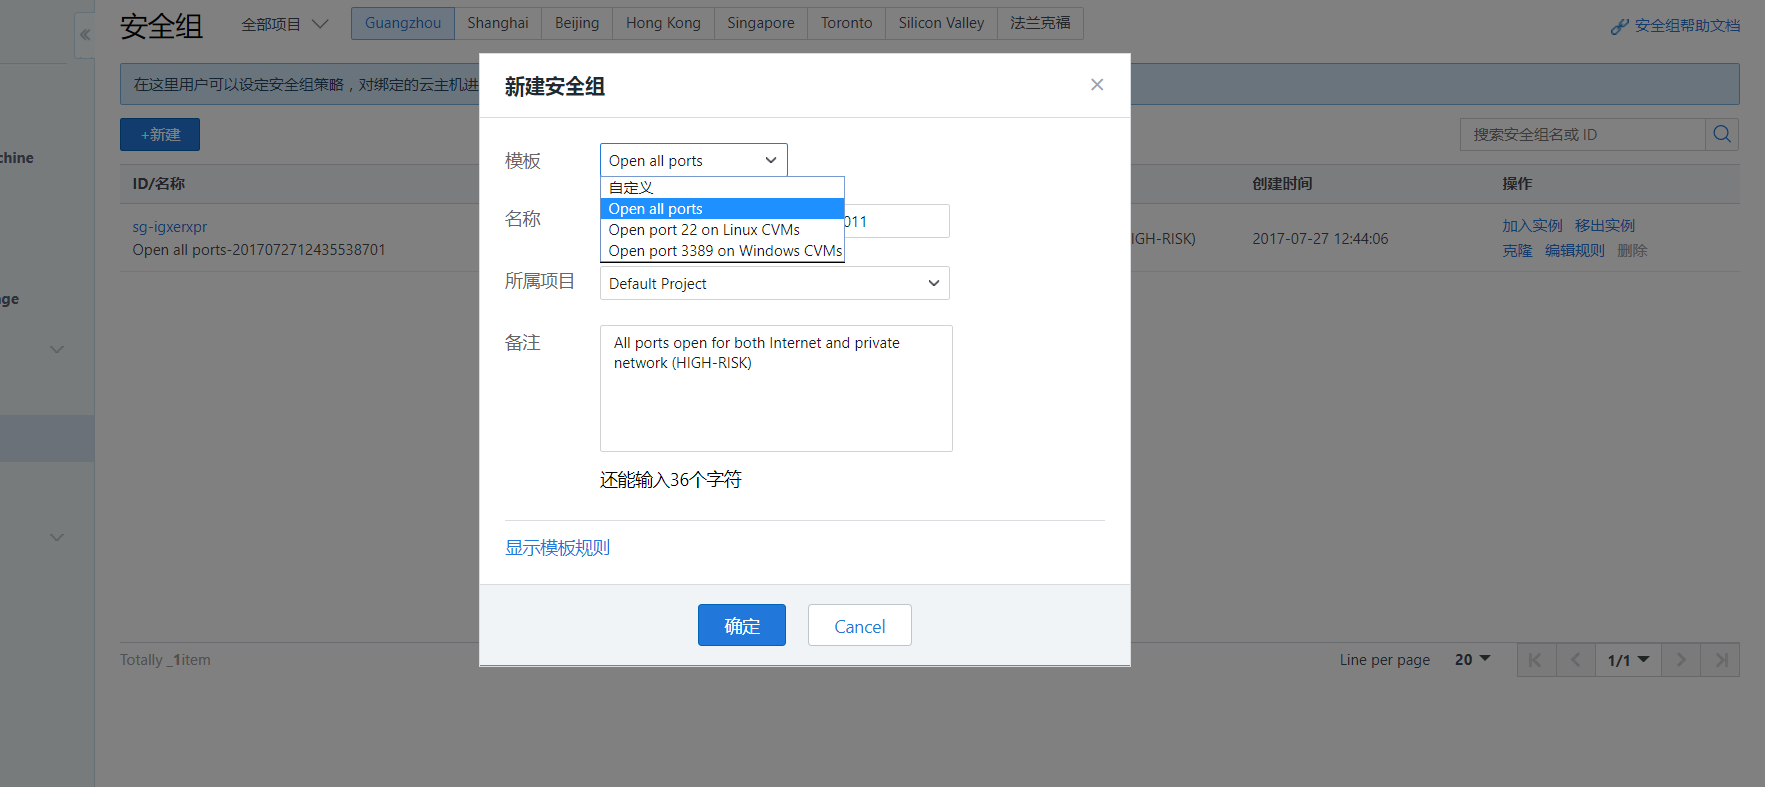 安全组
全部项目
Guangzhou
Shanghai
Beijing
Hong Kong
Singapore
Toronto
Silicon Valley
法兰克福
安全组帮助文档
在这里用户可以设定安全组策略，对绑定的云主机进
+新建
搜索安全组名或 ID
ID/名称
创建时间
操作
sg-igxerxpr
Open all ports-2017072712435538701
IGH-RISK)
2017-07-27 12:44:06
加入实例 移出实例
克隆 编辑规则 删除
chine
ge
新建安全组
模板
Open all ports
自定义
Open all ports
Open port 22 on Linux CVMs
Open port 3389 on Windows CVMs
名称
011
所属项目
Default Project
备注
All ports open for both Internet and private
network (HIGH-RISK)
还能输入36个字符
显示模板规则
确定
Cancel
Totally _1item
Line per page
20
1/1